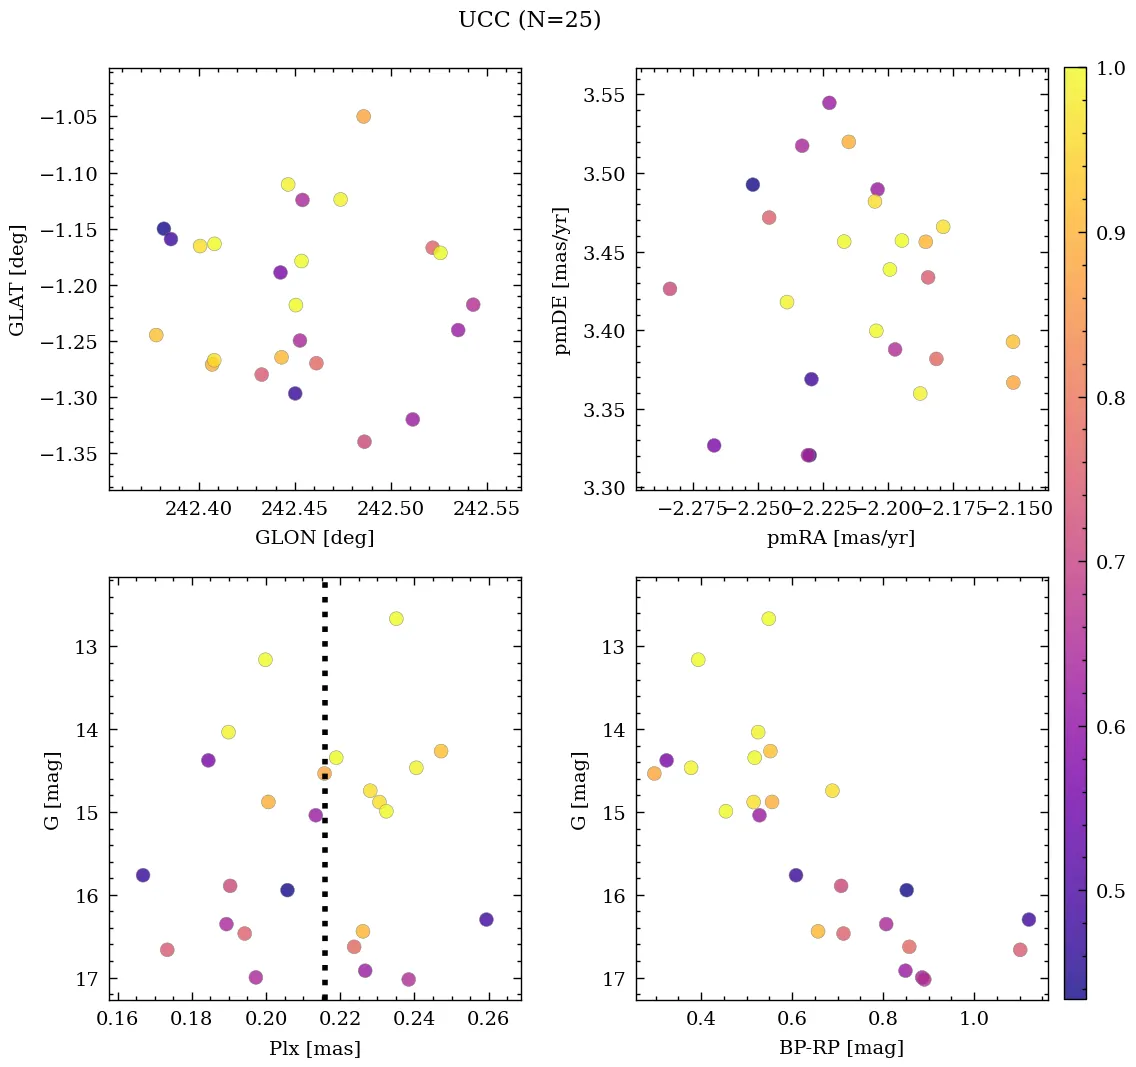 UCC (N=25)
−1.05
−1.10
−1.15
−1.20
−1.25
−1.30
−1.35
GLAT [deg]
242.40 242.45 242.50 242.55
GLON [deg]
3.55
3.50
3.45
3.40
3.35
3.30
pmDE [mas/yr]
−2.275 −2.250 −2.225 −2.200 −2.175 −2.150
pmRA [mas/yr]
1.0
0.9
0.8
0.7
0.6
0.5
13
14
15
16
17
G [mag]
0.16 0.18 0.20 0.22 0.24 0.26
Plx [mas]
13
14
15
16
17
G [mag]
0.4 0.6 0.8 1.0
BP-RP [mag]